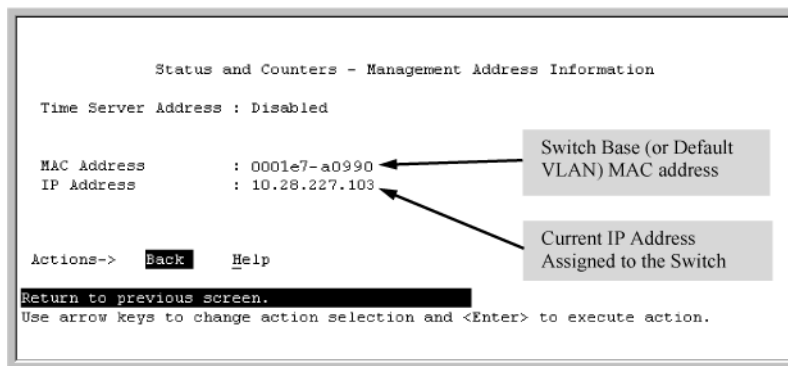 Status and Counters - Management Address Information
Time Server Address : Disabled
MAC Address : 0001e7-a0990
IP Address : 10.28.227.103
Switch Base (or Default
VLAN) MAC address
Current IP Address
Assigned to the Switch
Actions-> Back Help
Return to previous screen.
Use arrow keys to change action selection and <Enter> to execute action.